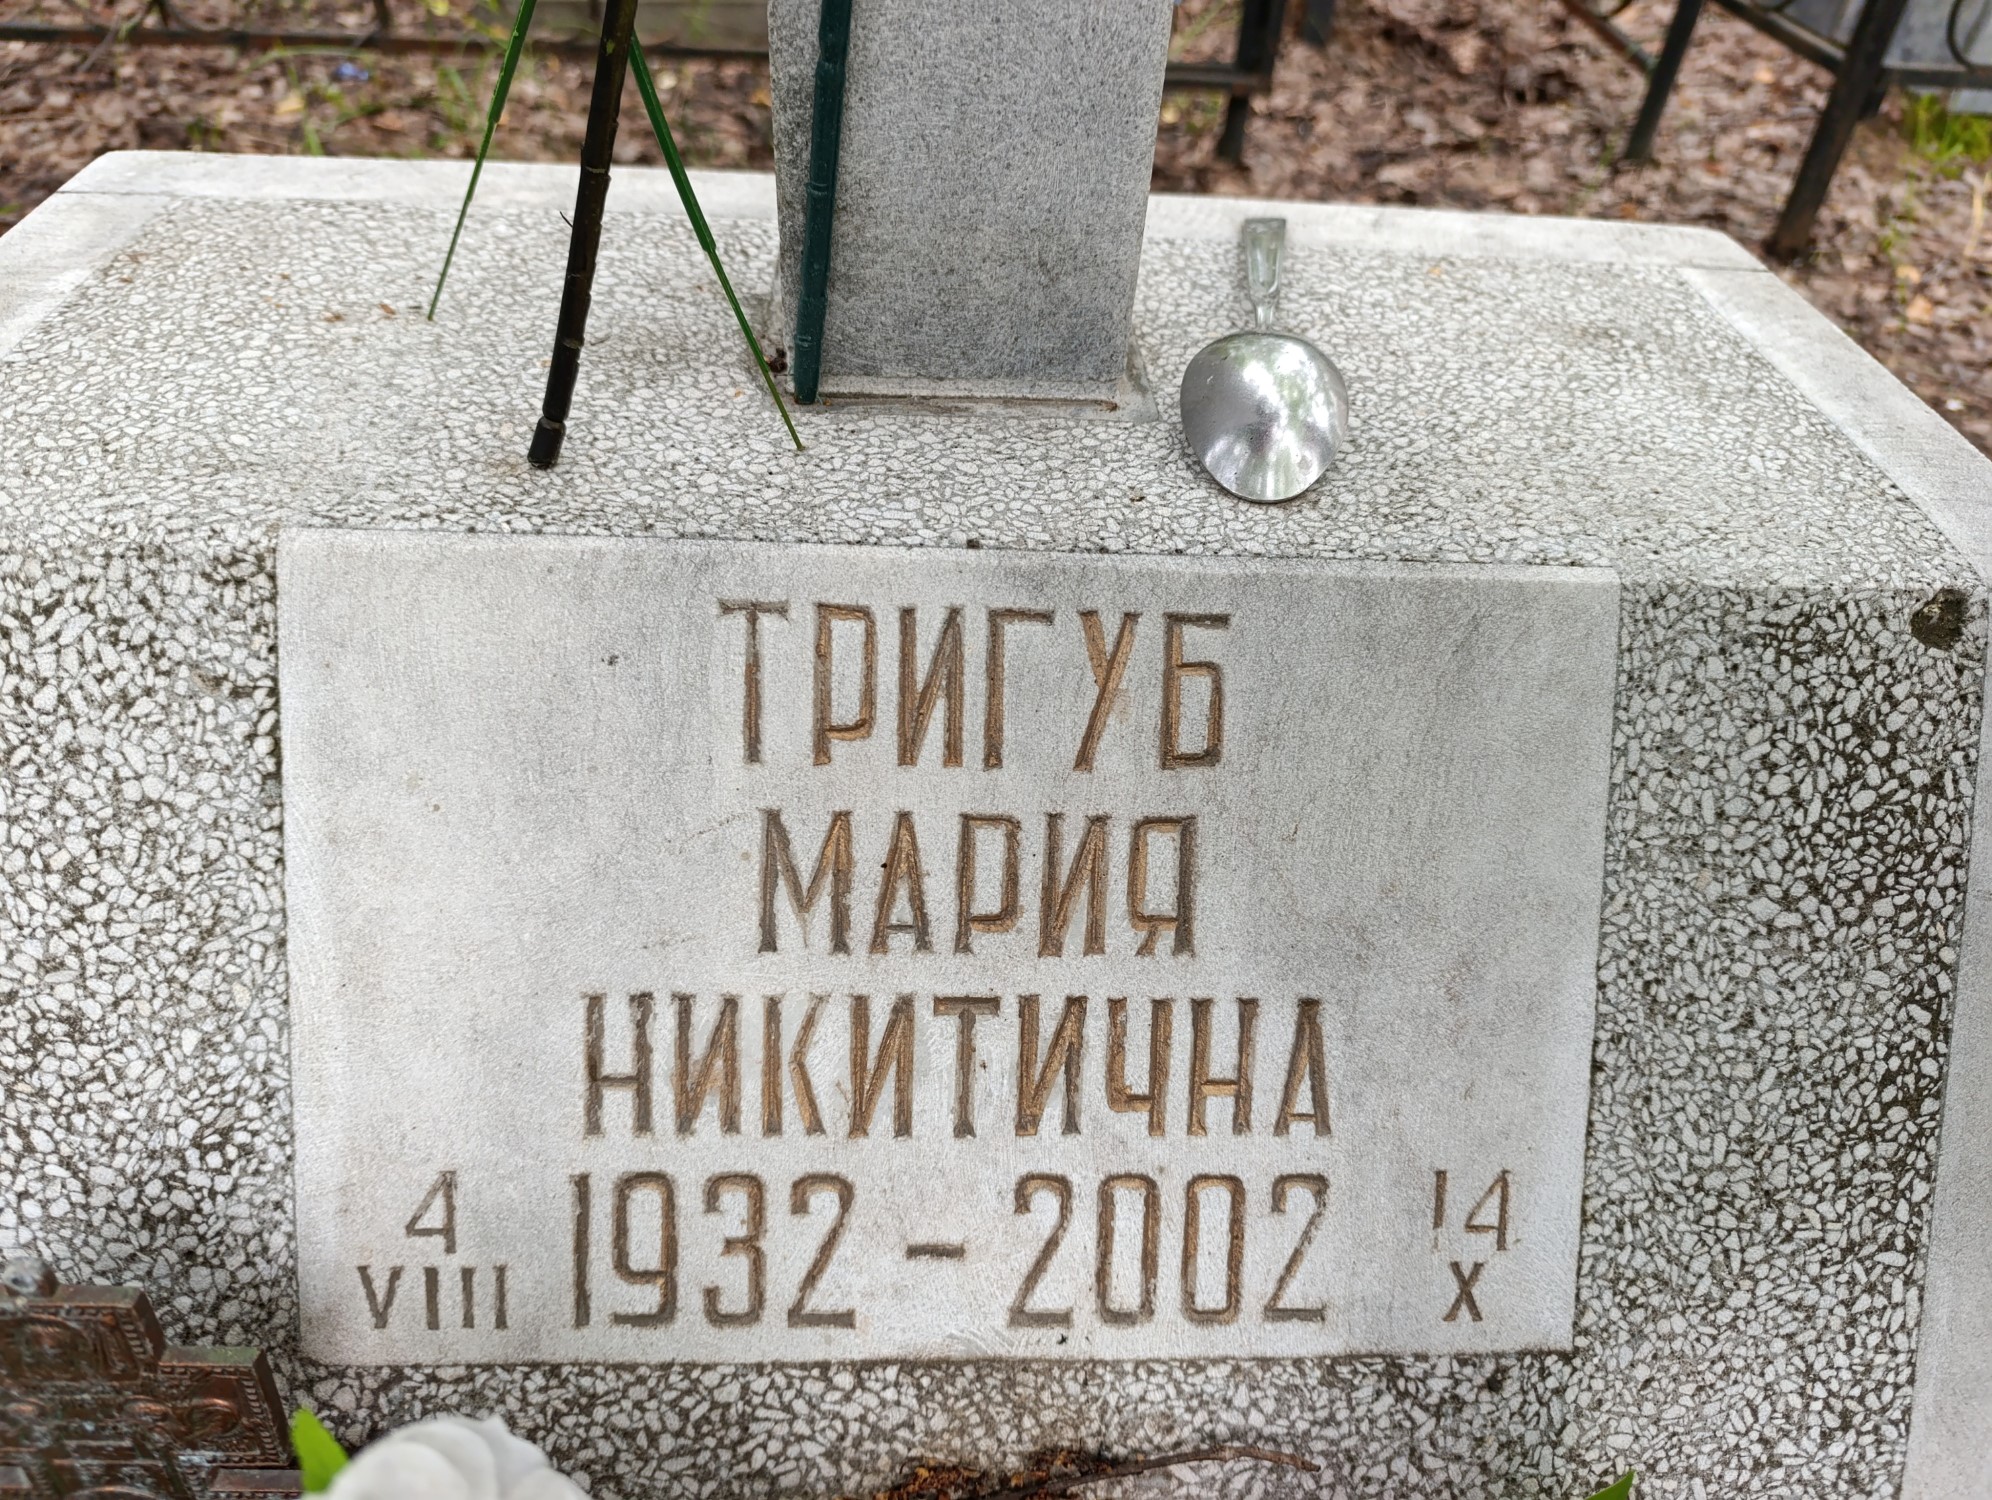 ТРИГУБ
МАРИЯ
НИКИТИЧНА
4 VIII 1932 - 2002 14 X